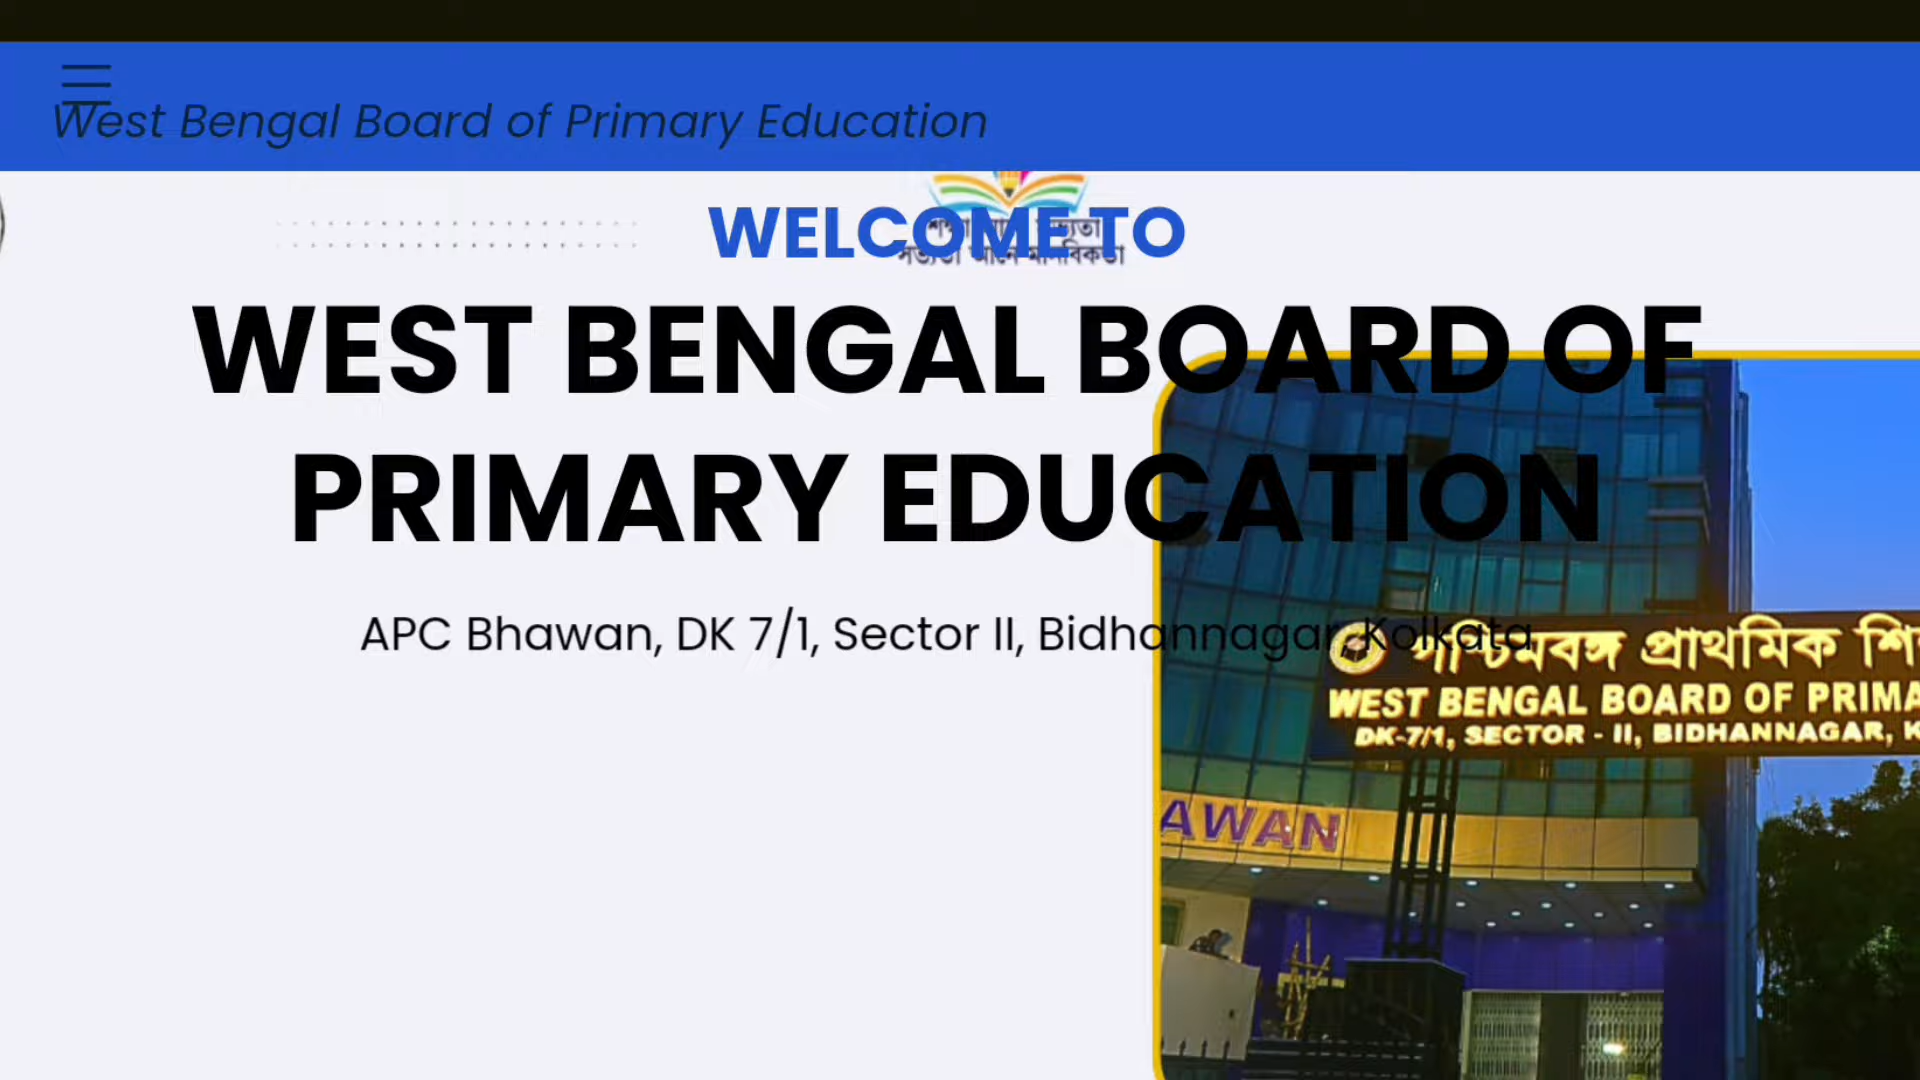 West Bengal Board of Primary Education
WELCOME TO
WEST BENGAL BOARD OF
PRIMARY EDUCATION
APC Bhawan, DK 7/1, Sector II, Bidhannagar, Kolkata
পশ্চিমবঙ্গ প্রাথমিক
WEST BENGAL BOARD OF
DK-7/1, SECTOR - II, BIDHANNAGAR,
AWAN